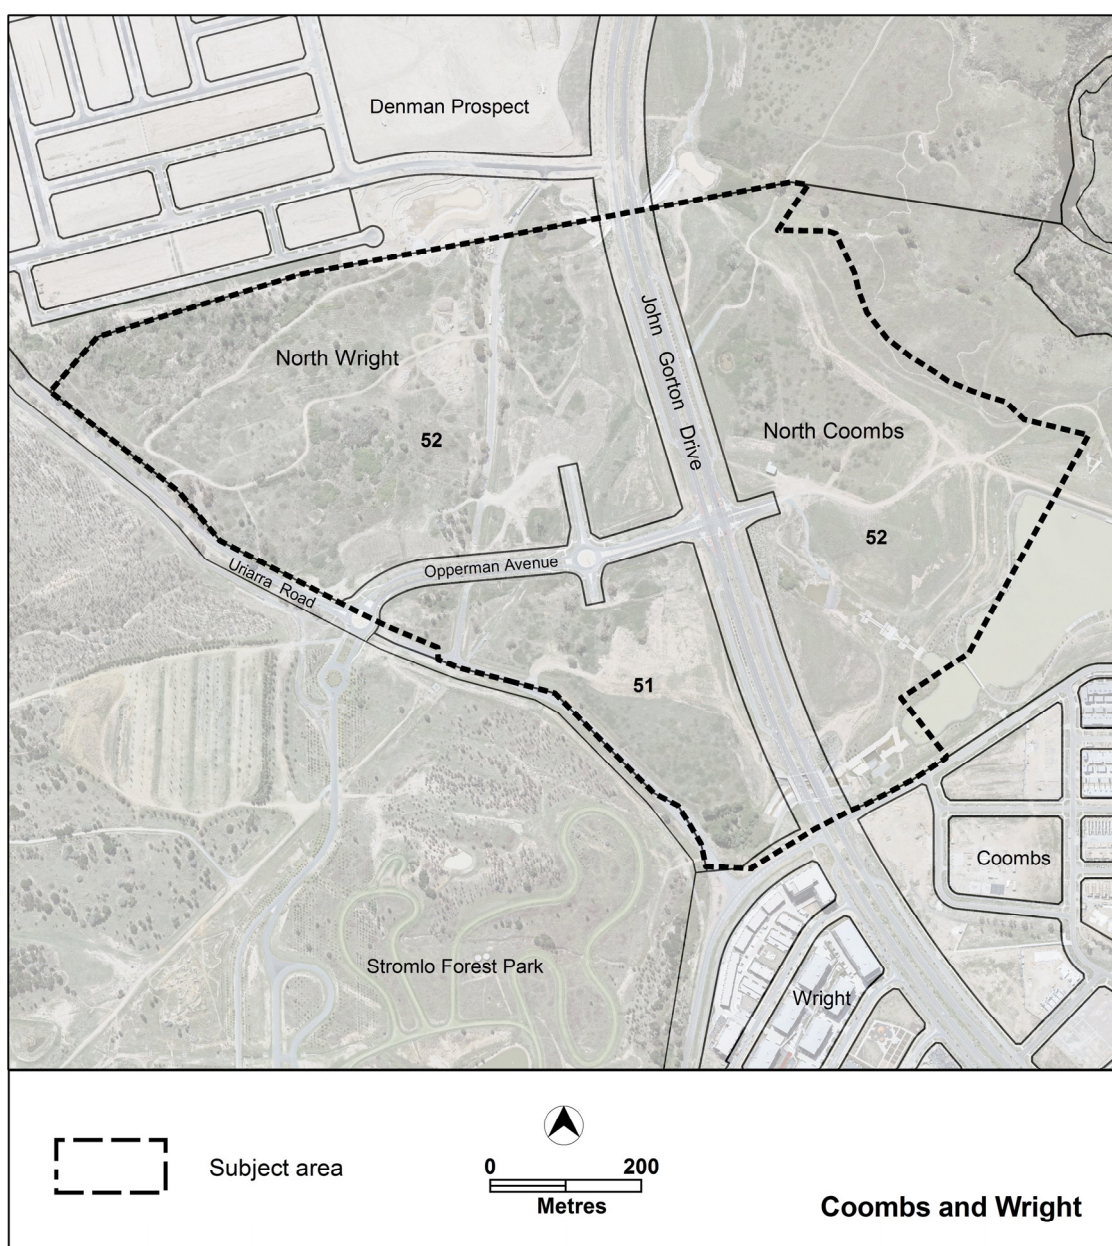 Denman Prospect
John Gorton Drive
North Wright
52
North Coombs
52
Opperman Avenue
Uriarra Road
51
Coombs
Stromlo Forest Park
Wright
Subject area
0 200
Metres
Coombs and Wright